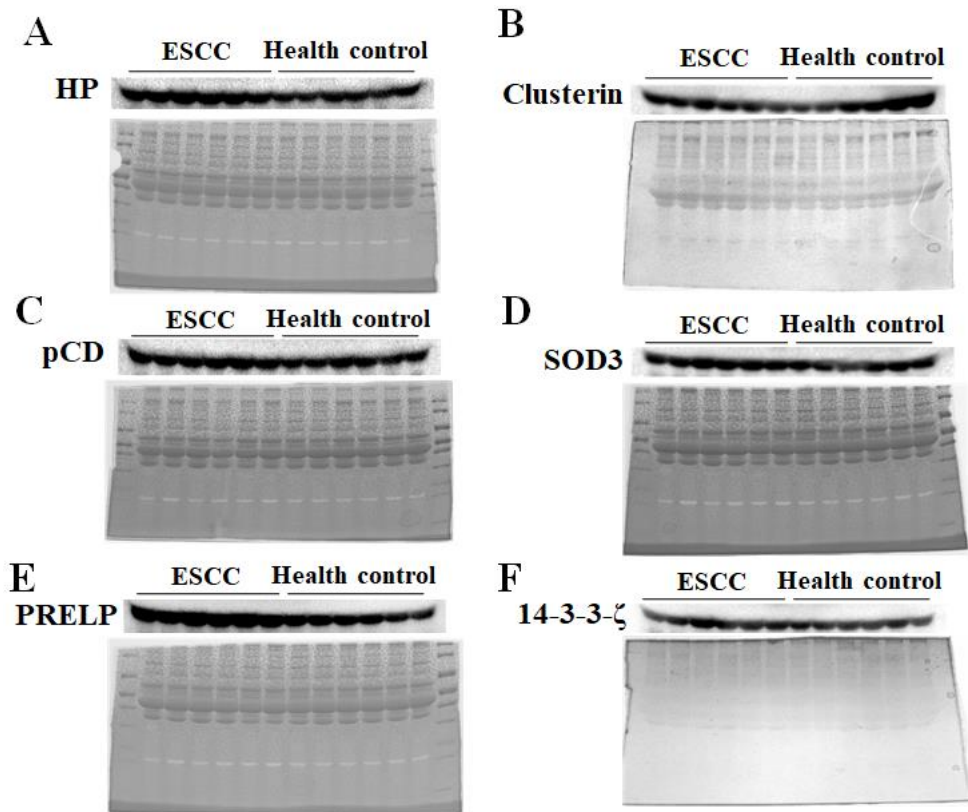 A
ESCC Health control
HP
B
ESCC Health control
Clusterin
C
ESCC Health control
pCD
D
ESCC Health control
SOD3
E
ESCC Health control
PRELP
F
ESCC Health control
14-3-3-ζ